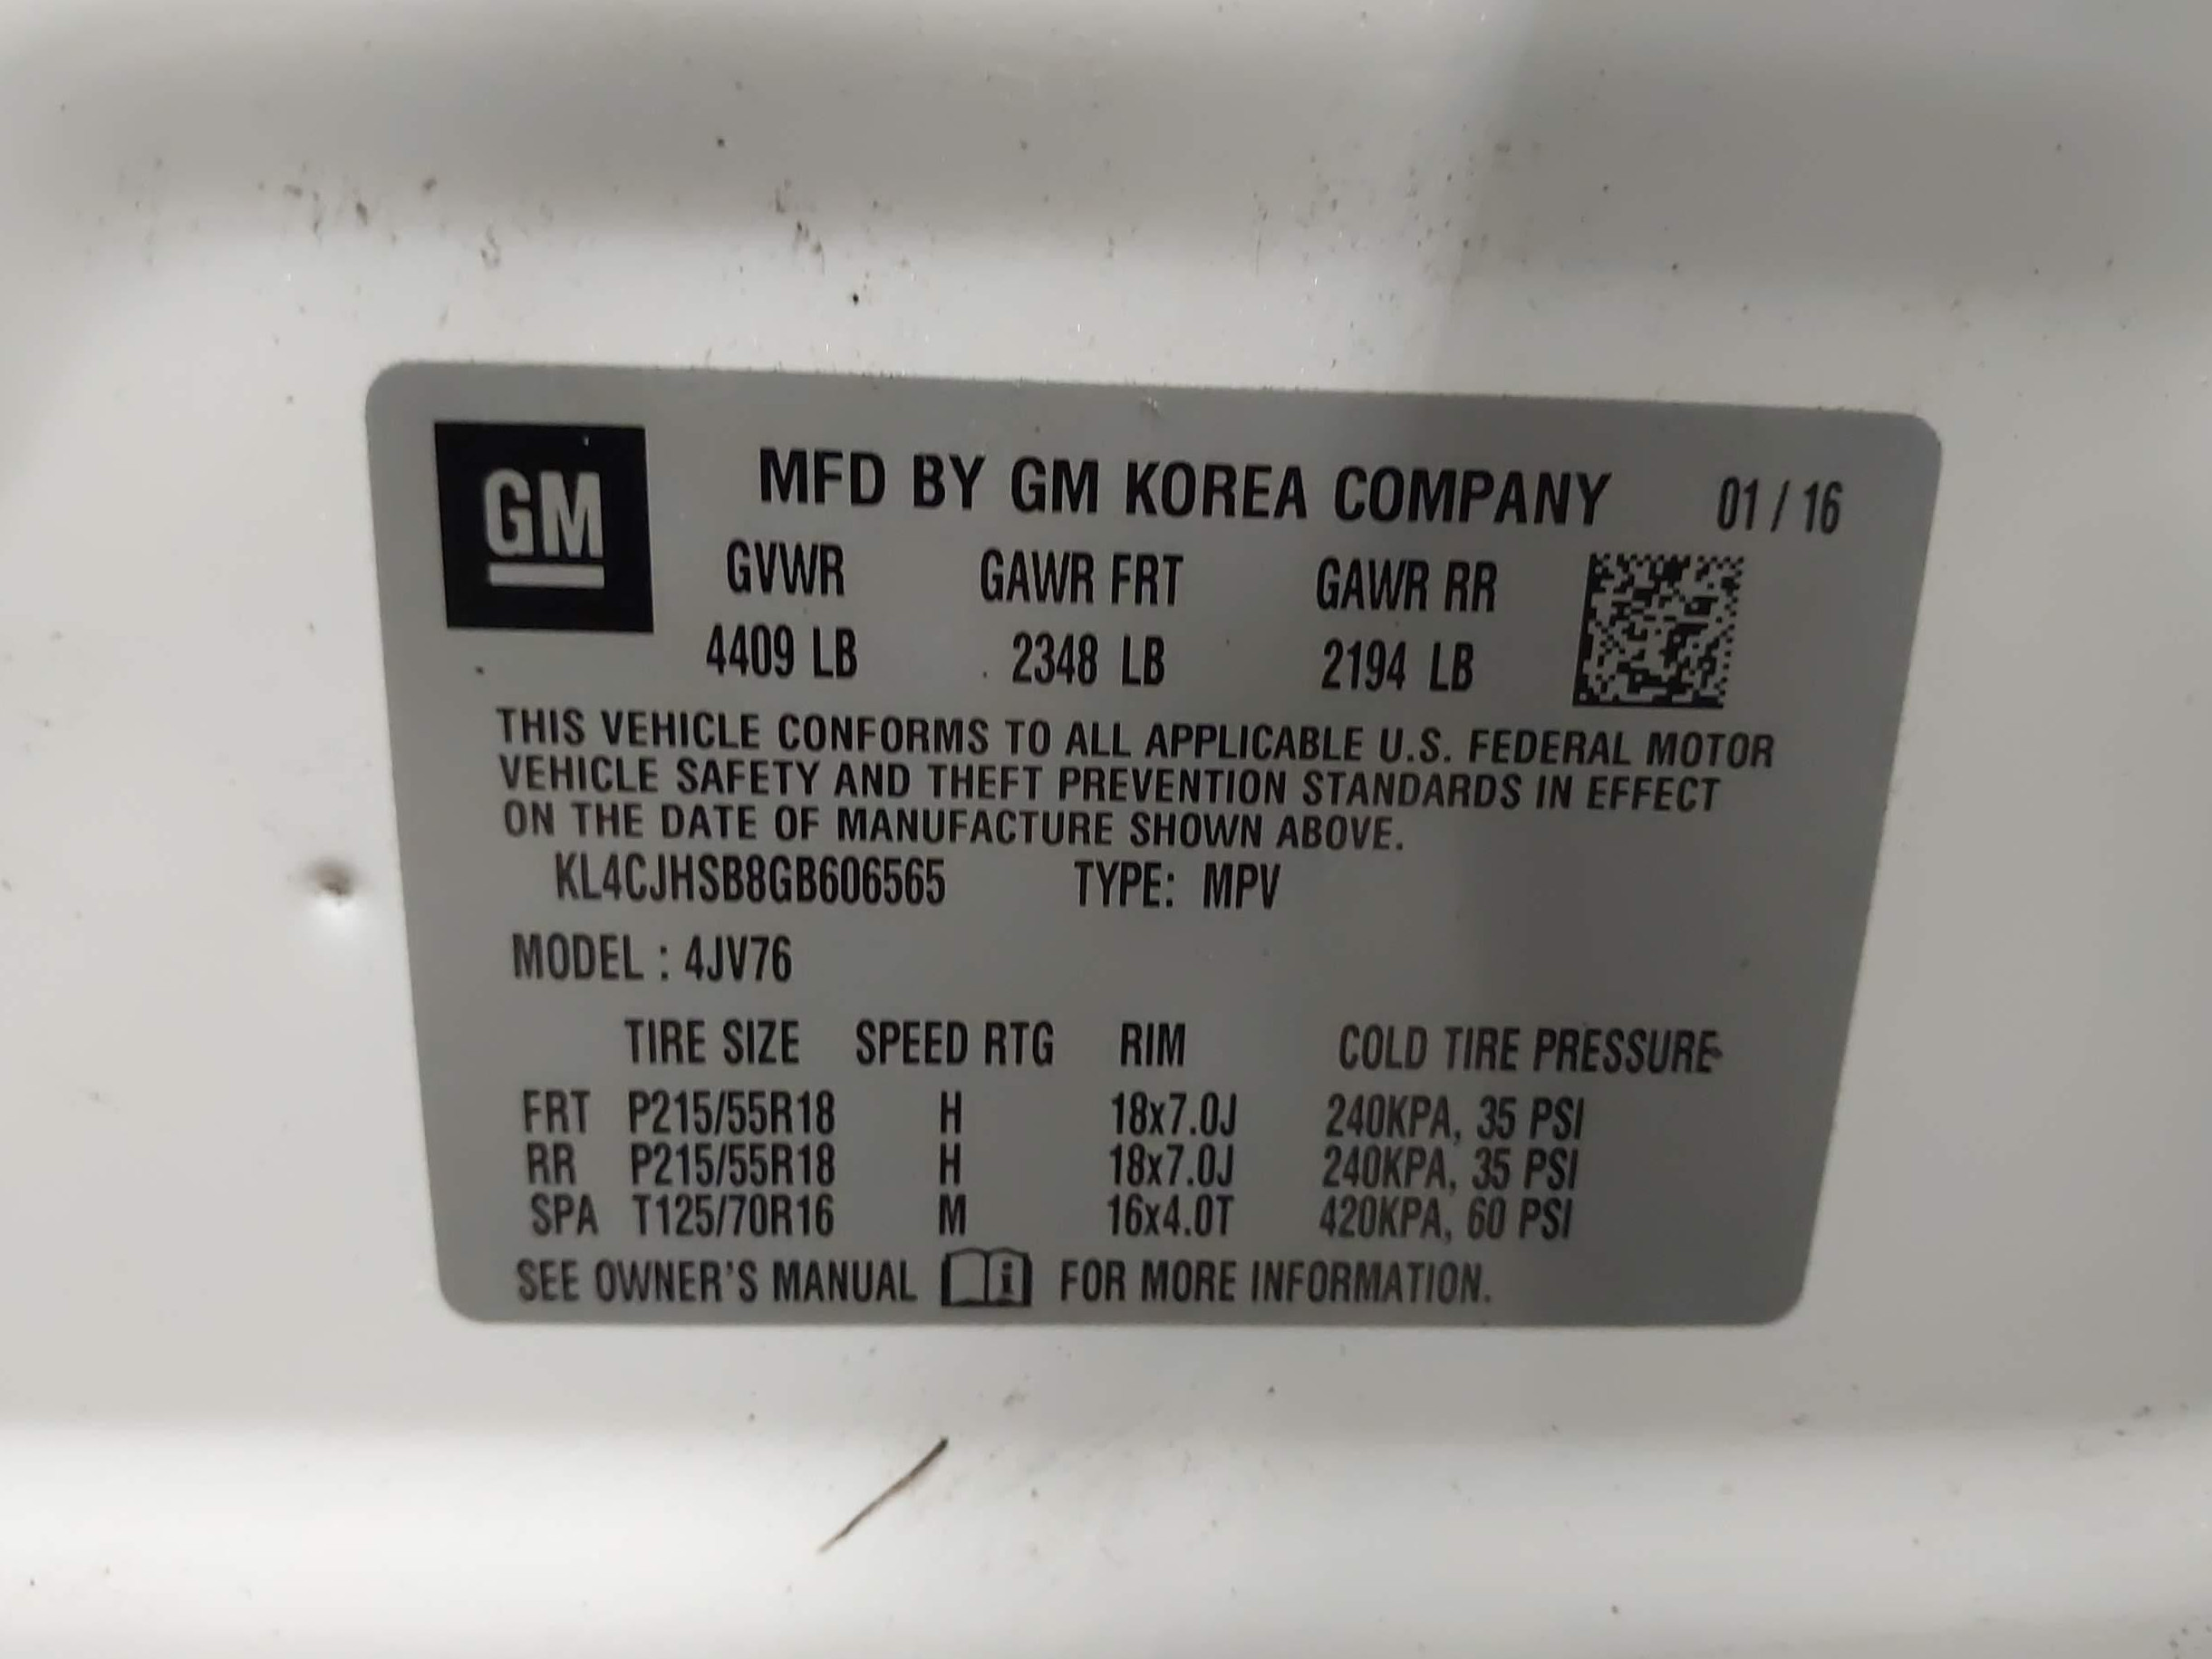 GM
MFD BY GM KOREA COMPANY 01 / 16
GVWR GAWR FRT GAWR RR
4409 LB 2348 LB 2194 LB
THIS VEHICLE CONFORMS TO ALL APPLICABLE U.S. FEDERAL MOTOR
VEHICLE SAFETY AND THEFT PREVENTION STANDARDS IN EFFECT
ON THE DATE OF MANUFACTURE SHOWN ABOVE.
KL4CJHSB8GB606565 TYPE: MPV
MODEL : 4JV76
TIRE SIZE SPEED RTG RIM COLD TIRE PRESSURE
FRT P215/55R18 H 18x7.0J 240KPA, 35 PSI
RR P215/55R18 H 18x7.0J 240KPA, 35 PSI
SPA T125/70R16 M 16x4.0T 420KPA, 60 PSI
SEE OWNER'S MANUAL i FOR MORE INFORMATION.